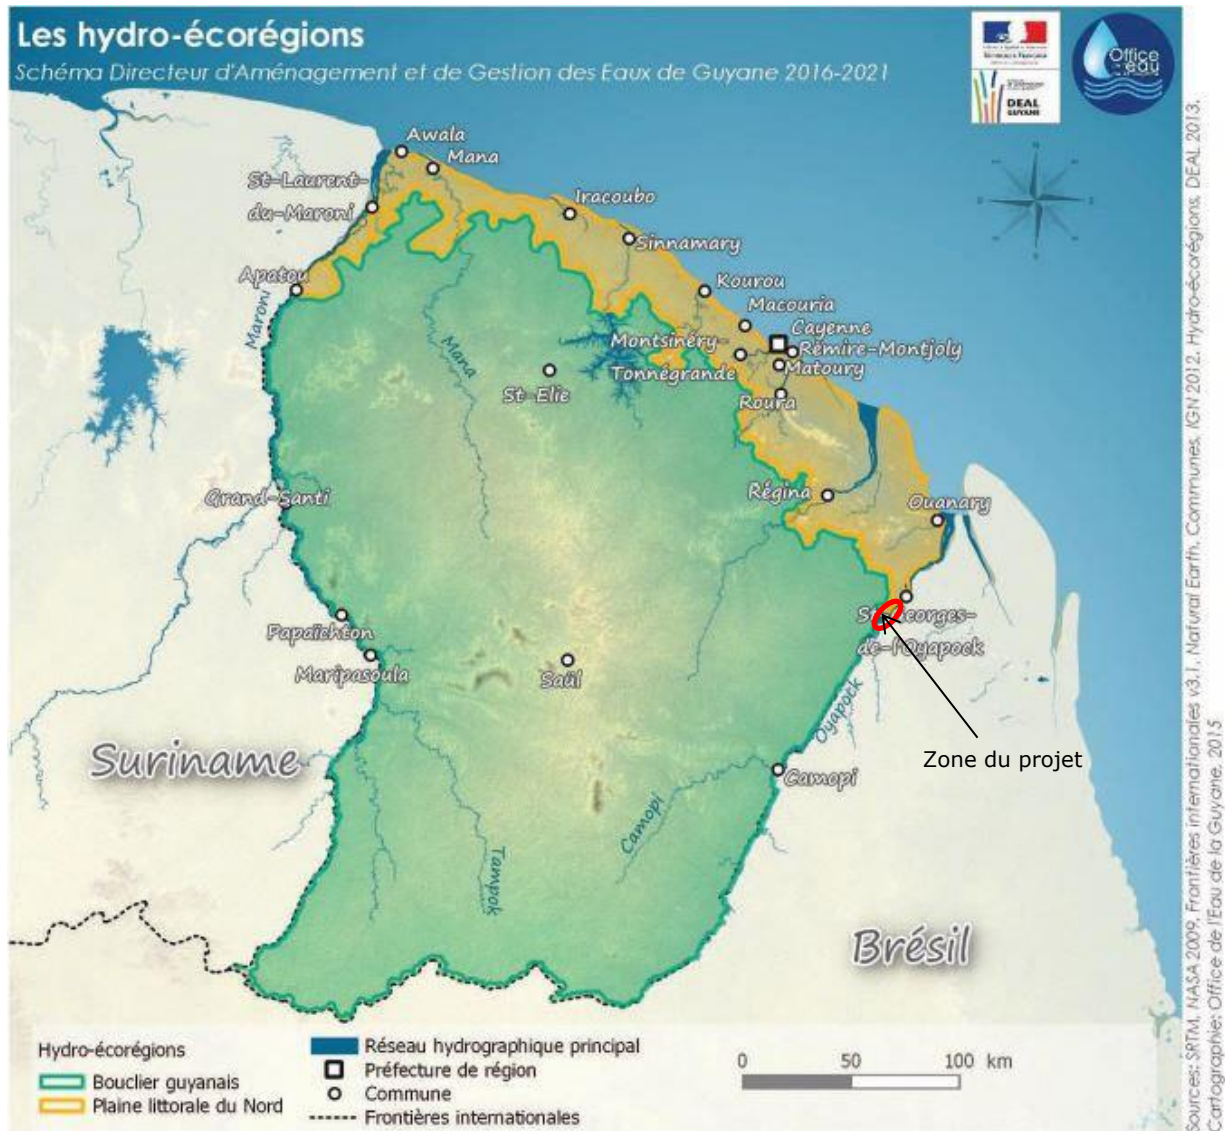 Les hydro-écorégions
Schéma Directeur d'Aménagement et de Gestion des Eaux de Guyane 2016-2021
Office
de
eau
DEAL
GUYANE
Awala
Mana
St-Laurent-
du-Maroni
Iracoubo
Sinnamary
Apatou
Kourou
Macouria
Maroni
Mana
Montsinéry-
Tonnégrande
Cayenne
Rémire-Montjoly
Matoury
St-Elie
Roura
Grand-Santi
Régina
Ouanary
St-Georges-
de-l'Oyapock
Papaïchton
Maripasoula
Saül
Oyapock
Zone du projet
Suriname
Camopi
Camopi
Tampok
Brésil
Hydro-écorégions
Bouclier guyanais
Plaine littorale du Nord
Réseau hydrographique principal
Préfecture de région
Commune
Frontières internationales
0 50 100 km
Sources: SRTM, NASA 2009, Frontières internationales v3.1, Natural Earth, Communes, IGN 2012, Hydro-écorégions, DEAL 2013.
Cartographie: Office de l'Eau de la Guyane, 2015